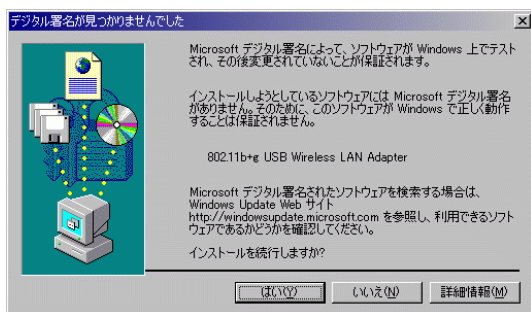 デジタル署名が見つかりませんでした
Microsoft デジタル署名によって、ソフトウェアが Windows 上でテスト
され、その後変更されていないことが保証されます。
インストールしようとしているソフトウェアには Microsoft デジタル署名
がありません。そのために、このソフトウェアが Windows で正しく動作
することは保証されません。
802.11b+g USB Wireless LAN Adapter
Microsoft デジタル署名されたソフトウェアを検索する場合は、
Windows Update Web サイト
http://windowsupdate.microsoft.com を参照し、利用できるソフト
ウェアであるかどうかを確認してください。
インストールを続行しますか?
はい(Y) いいえ(N) 詳細情報(M)